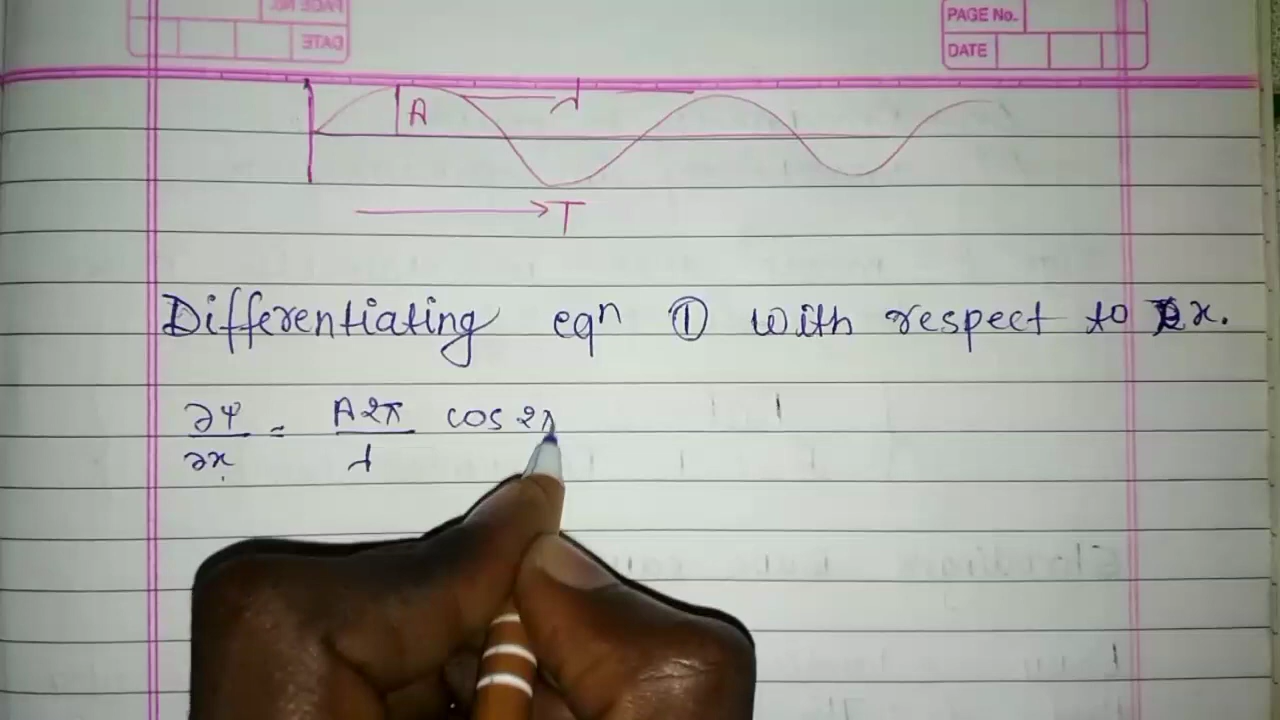 PAGE No.
DATE
A λ
T
Differentiating eqn ① with respect to x.
∂ψ/∂x = A2π/λ cos 2π